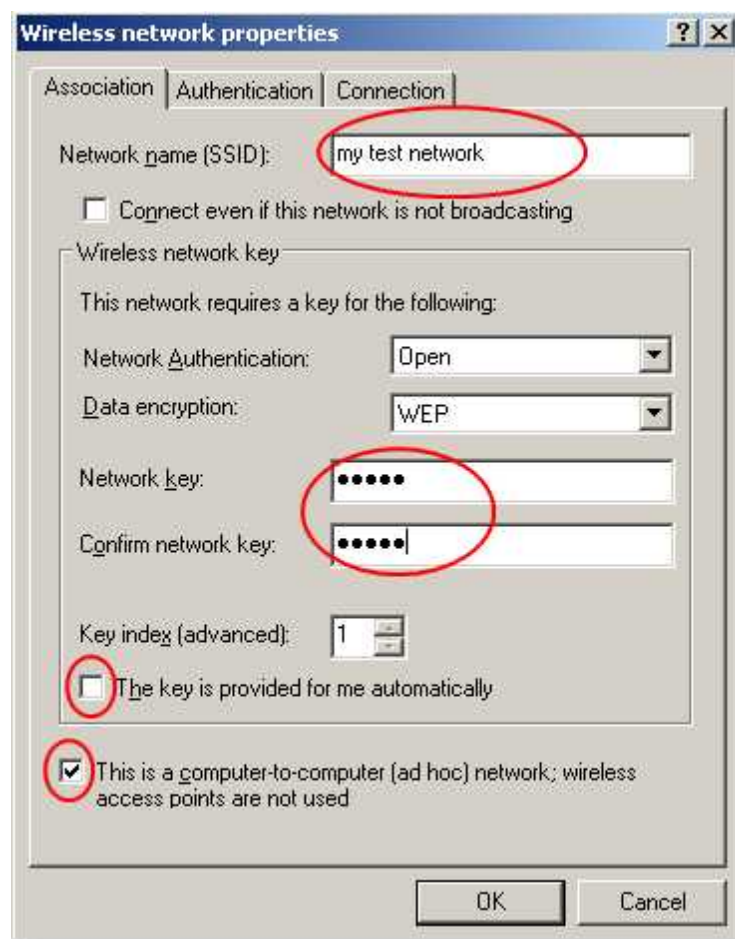 Wireless network properties
Association Authentication Connection
Network name (SSID): my test network
Connect even if this network is not broadcasting
Wireless network key
This network requires a key for the following:
Network Authentication: Open
Data encryption: WEP
Network key: •••••
Confirm network key: •••••
Key index (advanced): 1
The key is provided for me automatically
This is a computer-to-computer (ad hoc) network; wireless
access points are not used
OK Cancel